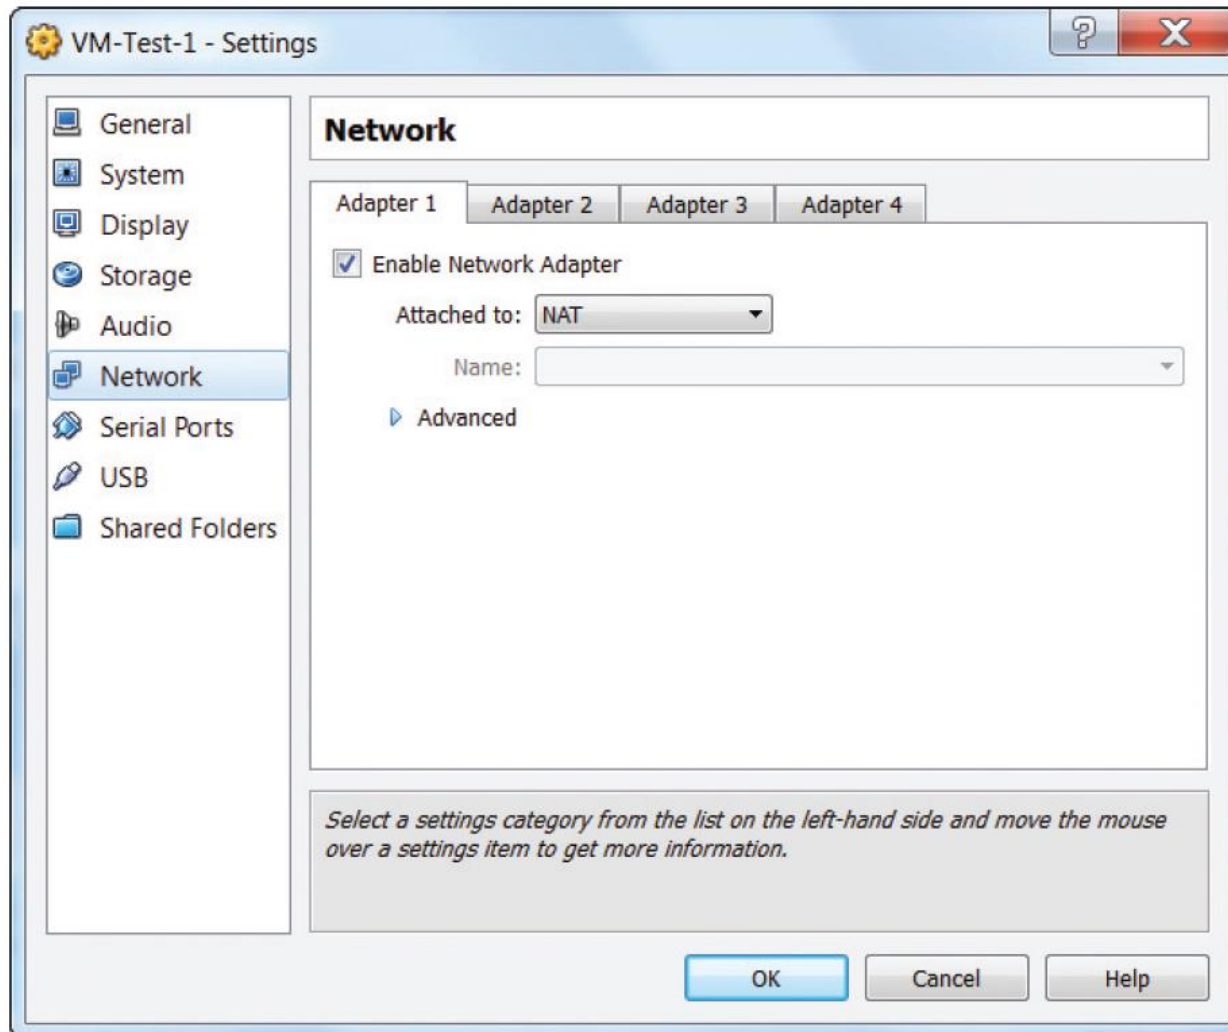 VM-Test-1 - Settings
General
System
Display
Storage
Audio
Network
Serial Ports
USB
Shared Folders
Network
Adapter 1
Adapter 2
Adapter 3
Adapter 4
Enable Network Adapter
Attached to: NAT
Name:
Advanced
Select a settings category from the list on the left-hand side and move the mouse
over a settings item to get more information.
OK
Cancel
Help